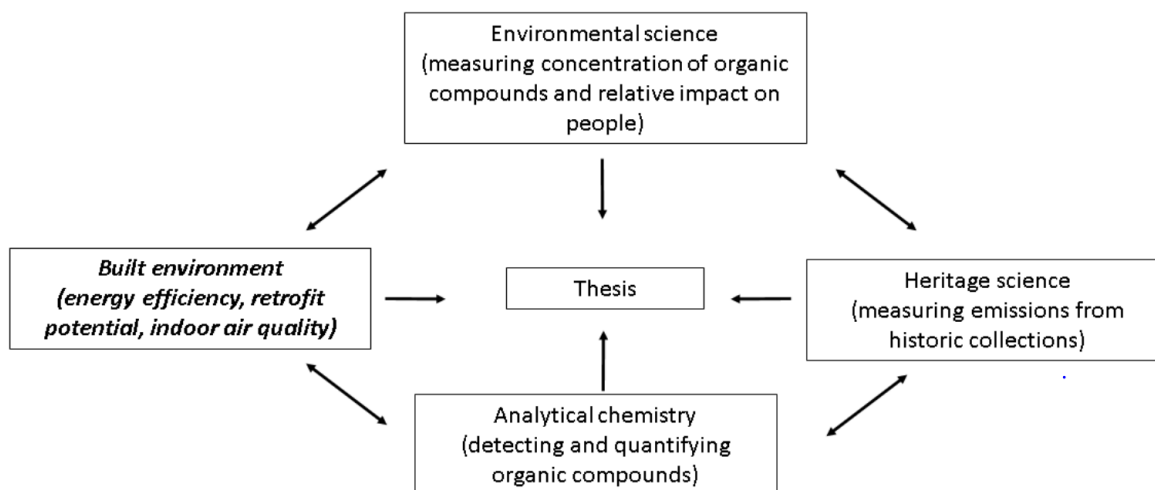 Environmental science
(measuring concentration of organic
compounds and relative impact on
people)
Built environment
(energy efficiency, retrofit
potential, indoor air quality)
Thesis
Heritage science
(measuring emissions from
historic collections)
Analytical chemistry
(detecting and quantifying
organic compounds)